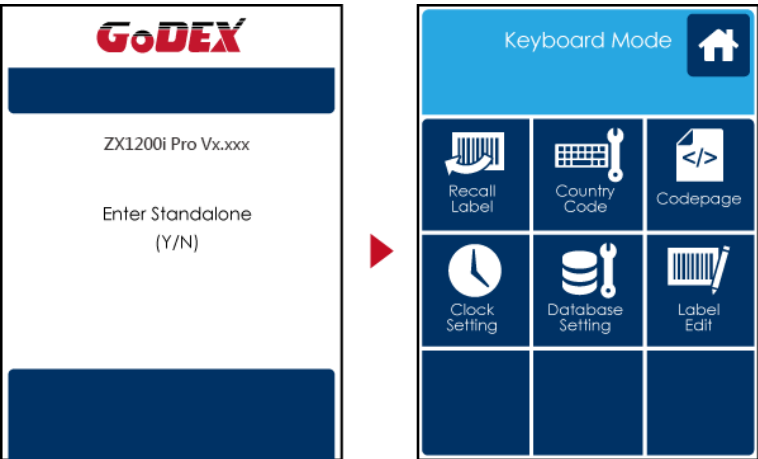 GoDEX
ZX1200i Pro Vx.xxx
Enter Standalone
(Y/N)
Keyboard Mode
Recall
Label
Country
Code
</>
Codepage
Clock
Setting
Database
Setting
Label
Edit